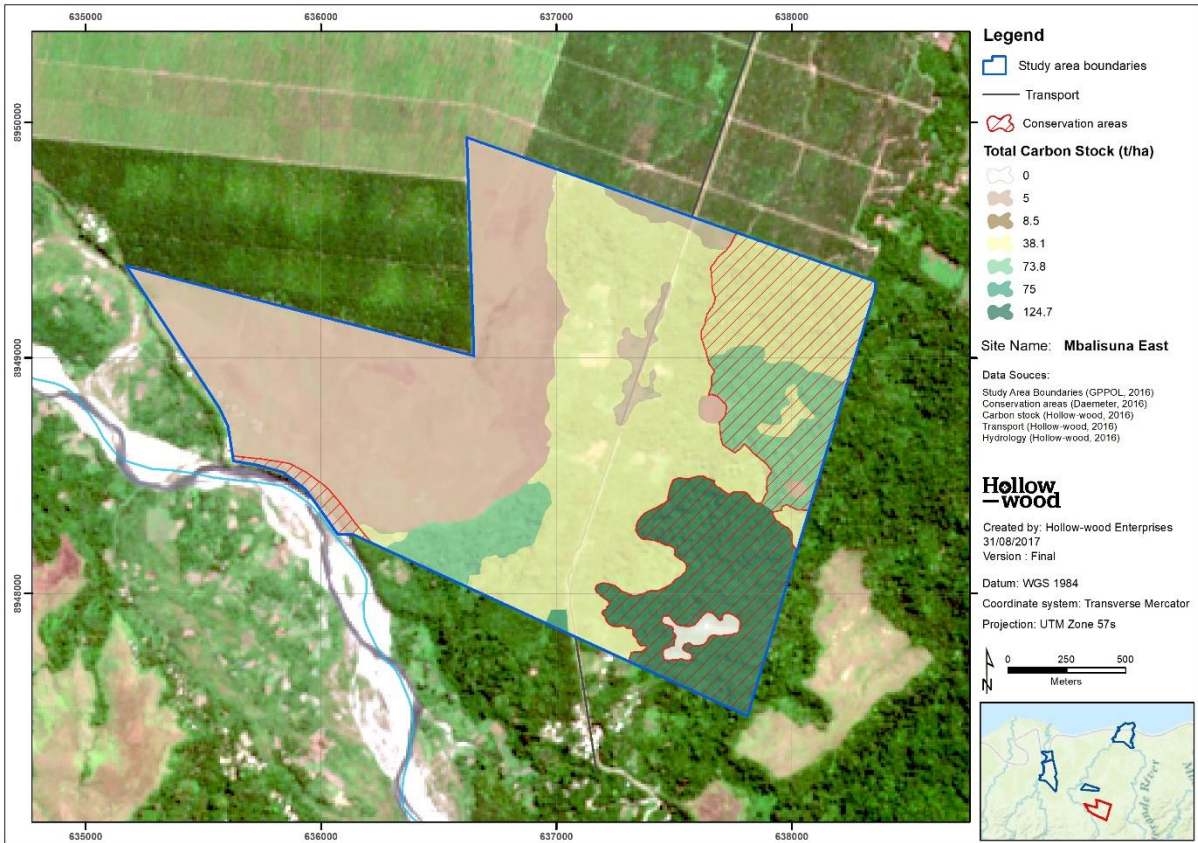 635000
636000
637000
638000
8950000
8949000
8948000
635000
636000
637000
638000
Legend
Study area boundaries
Transport
Conservation areas
Total Carbon Stock (t/ha)
0
5
8.5
38.1
73.8
75
124.7
Site Name: Mbalisuna East
Data Souces:
Study Area Boundaries (GPPOL, 2016)
Conservation areas (Daemeter, 2016)
Carbon stock (Hollow-wood, 2016)
Transport (Hollow-wood, 2016)
Hydrology (Hollow-wood, 2016)
Hollow
–wood
Created by: Hollow-wood Enterprises
31/08/2017
Version : Final
Datum: WGS 1984
Coordinate system: Transverse Mercator
Projection: UTM Zone 57s
N
0 250 500
Meters
River